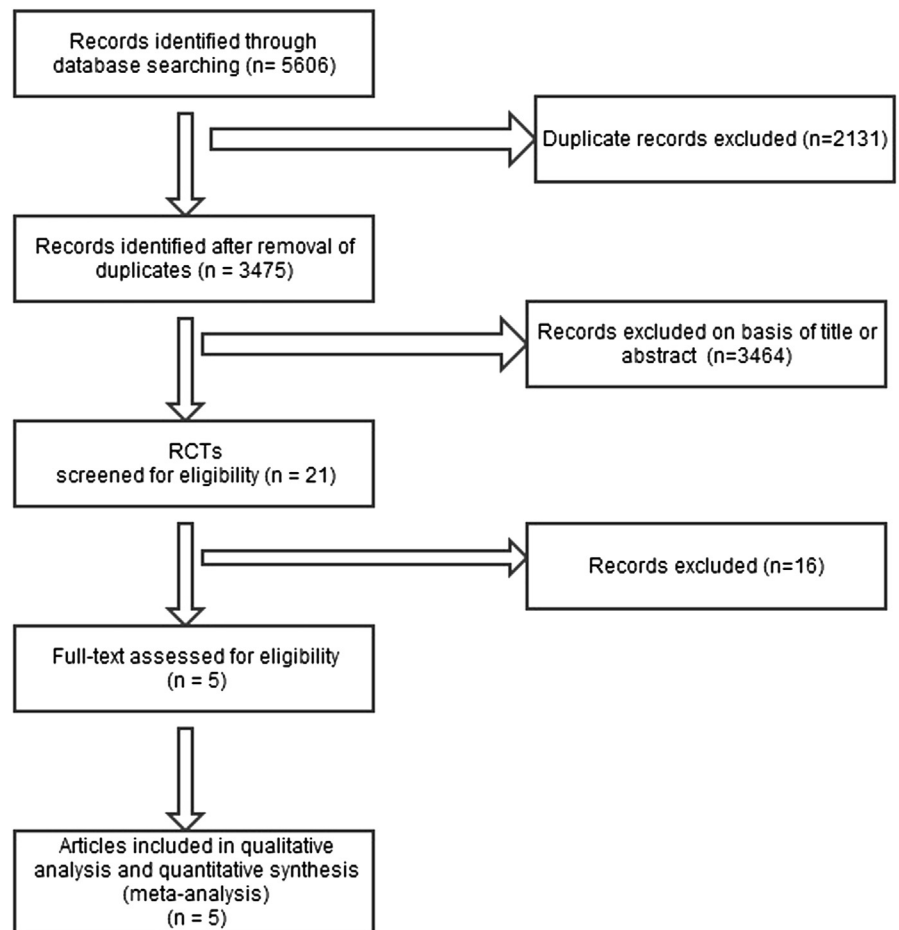 Records identified through
database searching (n= 5606)
Duplicate records excluded (n=2131)
Records identified after removal of
duplicates (n = 3475)
Records excluded on basis of title or
abstract (n=3464)
RCTs
screened for eligibility (n = 21)
Records excluded (n=16)
Full-text assessed for eligibility
(n = 5)
Articles included in qualitative
analysis and quantitative synthesis
(meta-analysis)
(n = 5)